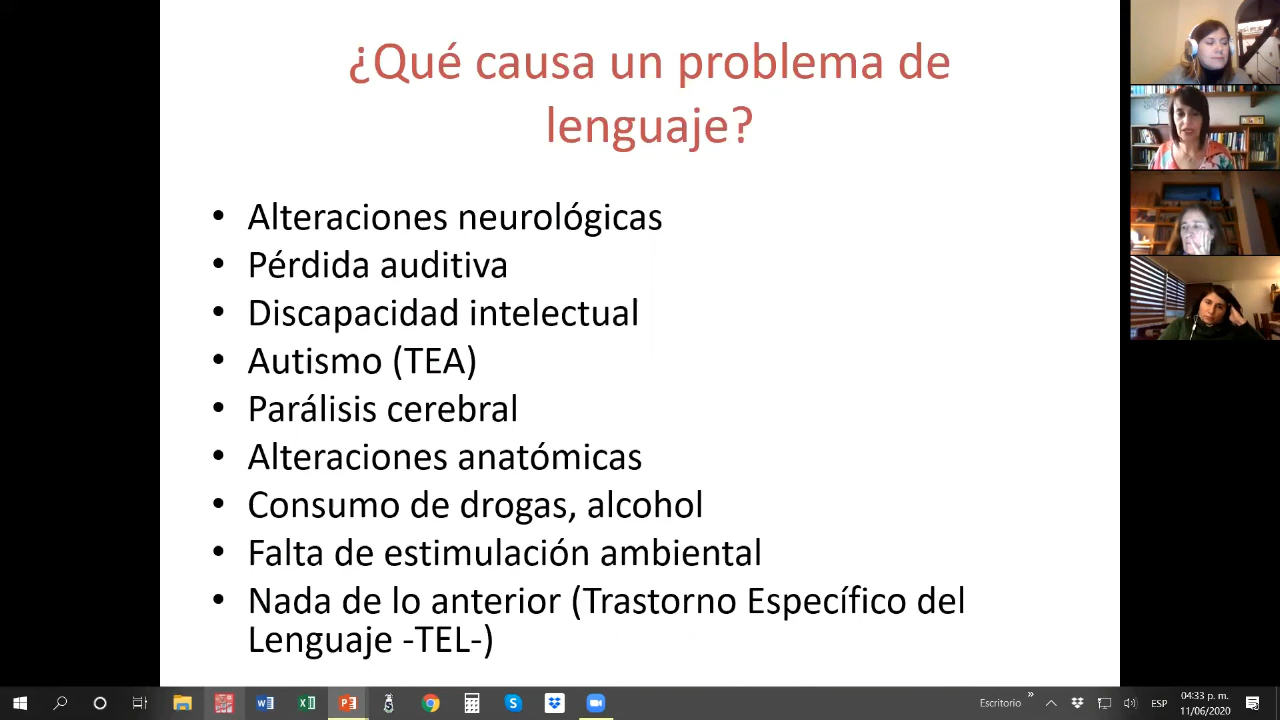 ¿Qué causa un problema de
lenguaje?
• Alteraciones neurológicas
• Pérdida auditiva
• Discapacidad intelectual
• Autismo (TEA)
• Parálisis cerebral
• Alteraciones anatómicas
• Consumo de drogas, alcohol
• Falta de estimulación ambiental
• Nada de lo anterior (Trastorno Específico del
Lenguaje -TEL-)
Escritorio
»
ESP
04:33 p. m.
11/06/2020